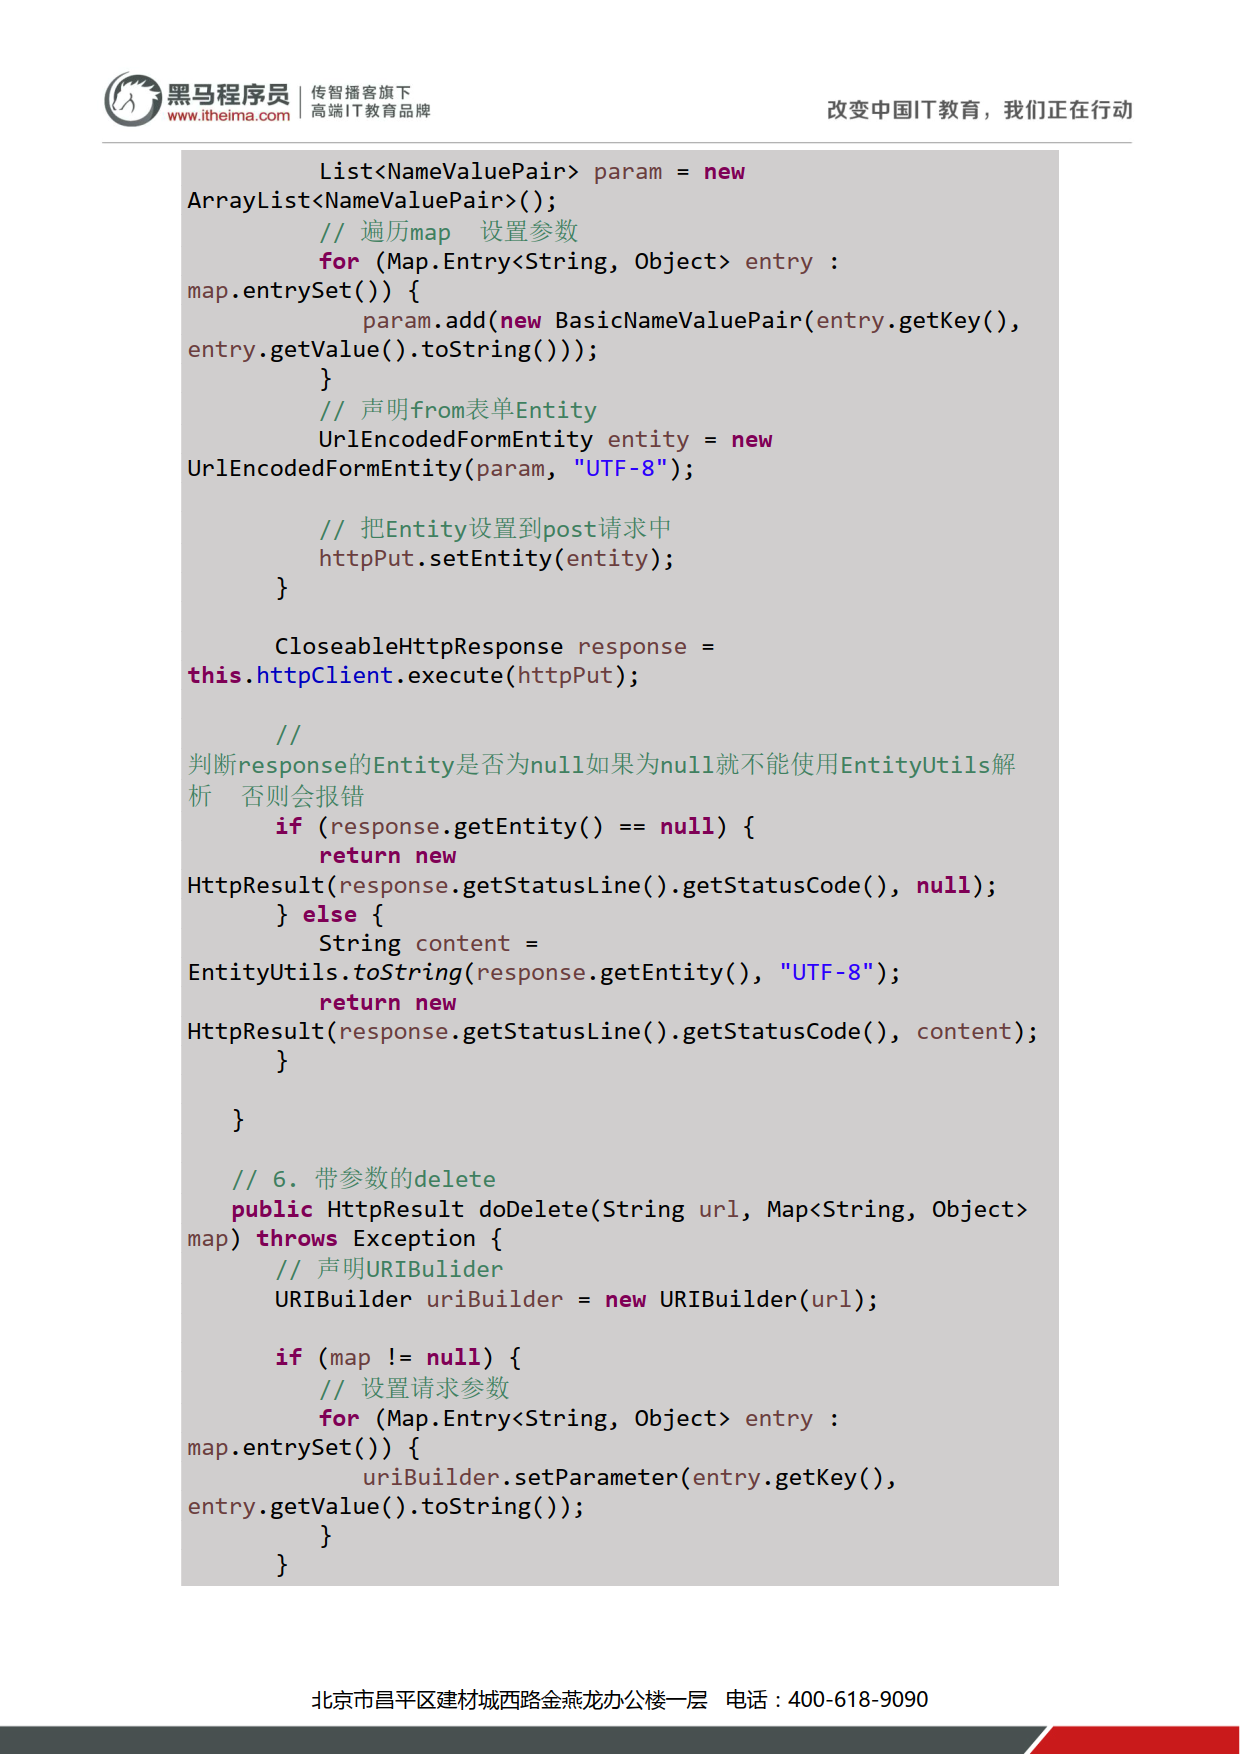 黑马程序员
www.itheima.com
传智播客旗下
高端IT教育品牌
改变中国IT教育，我们正在行动
List<NameValuePair> param = new
ArrayList<NameValuePair>();
// 遍历map  设置参数
for (Map.Entry<String, Object> entry :
map.entrySet()) {
param.add(new BasicNameValuePair(entry.getKey(),
entry.getValue().toString()));
}
// 声明from表单Entity
UrlEncodedFormEntity entity = new
UrlEncodedFormEntity(param, "UTF-8");
// 把Entity设置到post请求中
httpPut.setEntity(entity);
}
CloseableHttpResponse response =
this.httpClient.execute(httpPut);
//
判断response的Entity是否为null如果为null就不能使用EntityUtils解
析  否则会报错
if (response.getEntity() == null) {
return new
HttpResult(response.getStatusLine().getStatusCode(), null);
} else {
String content =
EntityUtils.toString(response.getEntity(), "UTF-8");
return new
HttpResult(response.getStatusLine().getStatusCode(), content);
}
}
// 6. 带参数的delete
public HttpResult doDelete(String url, Map<String, Object>
map) throws Exception {
// 声明URIBulider
URIBuilder uriBuilder = new URIBuilder(url);
if (map != null) {
// 设置请求参数
for (Map.Entry<String, Object> entry :
map.entrySet()) {
uriBuilder.setParameter(entry.getKey(),
entry.getValue().toString());
}
}
北京市昌平区建材城西路金燕龙办公楼一层  电话：400-618-9090